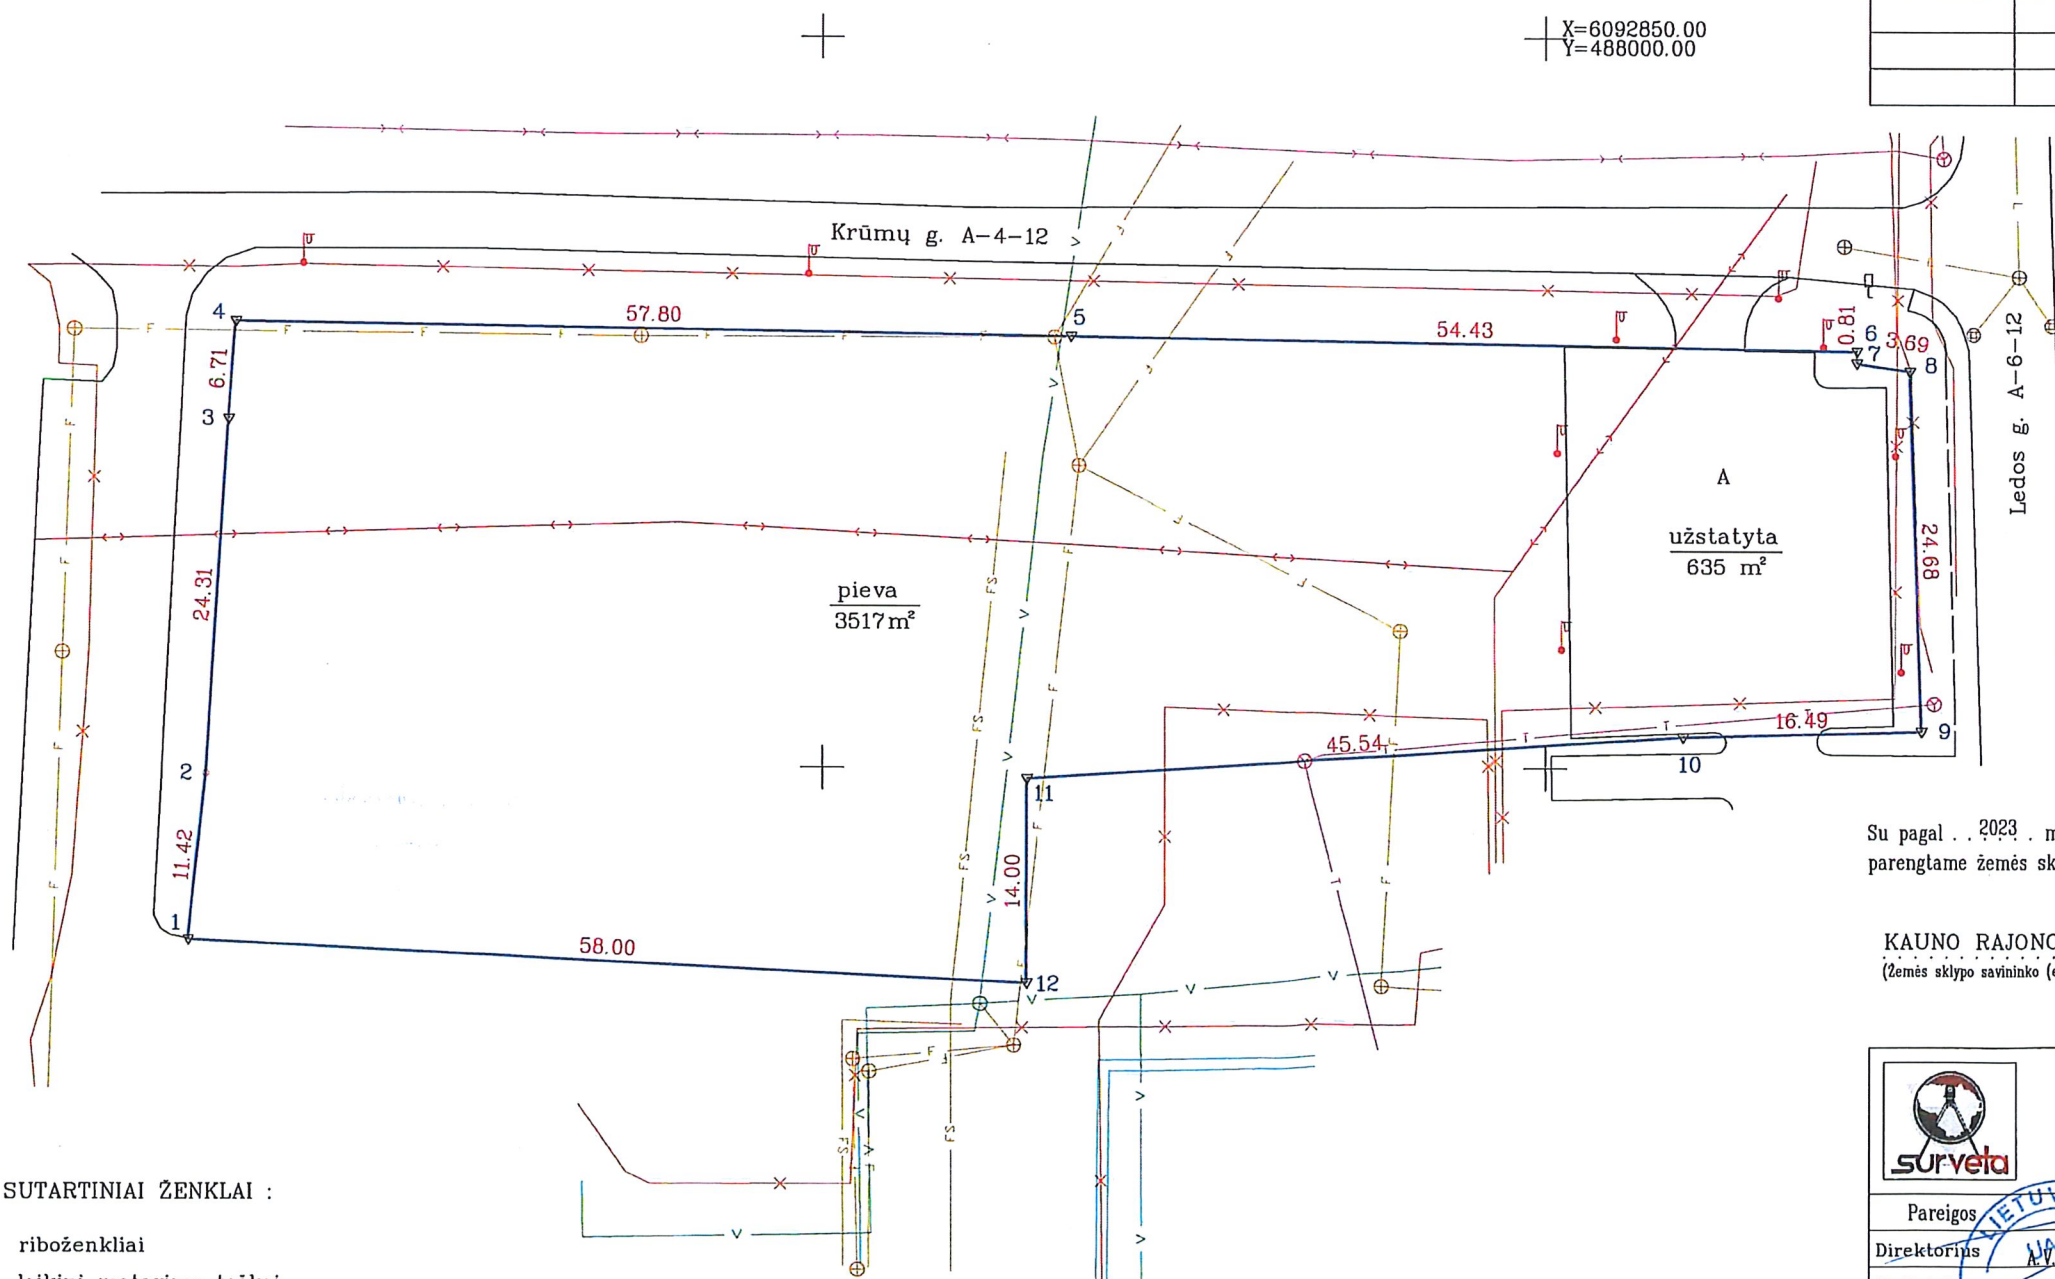 X=6092850.00
Y=488000.00
Krūmų g. A-4-12
4
57.80
5
54.43
0.81
6
3.69
7
8
6.71
3
Ledos g. A-6-12
A
užstatyta
635 m²
24.68
24.31
pieva
3517m²
2
45.54
16.49
9
10
11
11.42
14.00
1
58.00
12
Su pagal . . 2023 . m
parengtame žemės sk
KAUNO RAJONO
(Žemės sklypo savininko (
surveta
SUTARTINIAI ŽENKLAI :
riboženkliai
Pareigos
Direktorius
A.V.